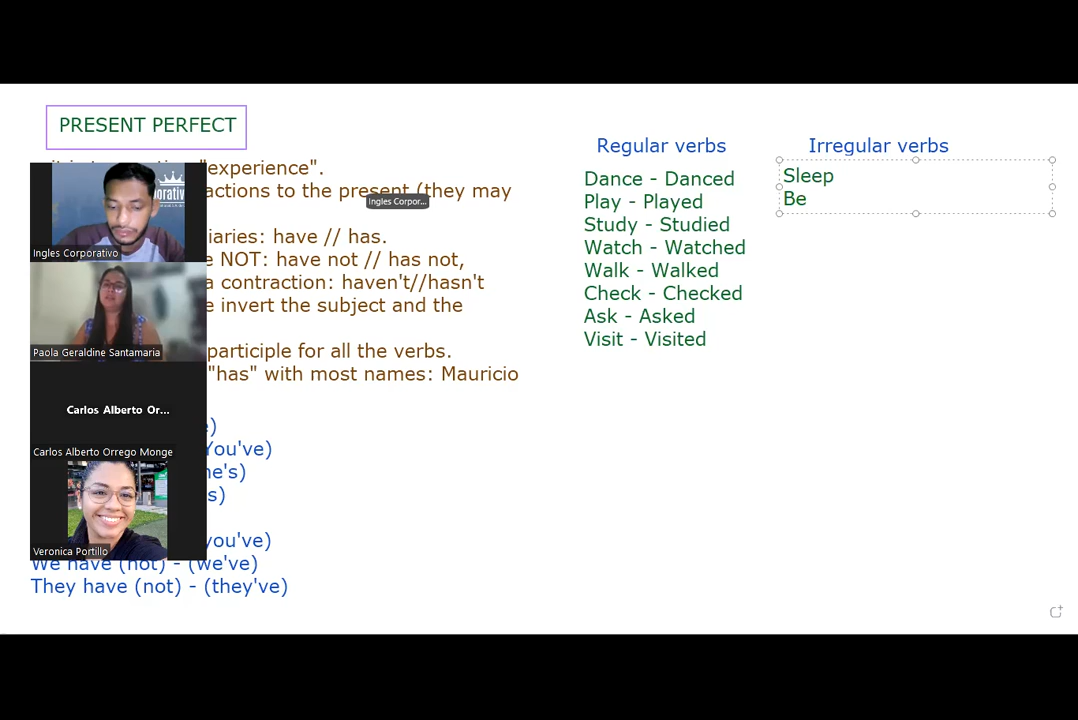 PRESENT PERFECT
"experience".
actions to the present (they may
Ingles Corpor...
have // has.
NOT: have not // has not,
a contraction: haven't//hasn't
invert the subject and the
participle for all the verbs.
"has" with most names: Mauricio
You've)
you've)
We have (not) - (we've)
They have (not) - (they've)
Ingles Corporativo
Paola Geraldine Santamaria
Carlos Alberto Or...
Carlos Alberto Orrego Monge
Veronica Portillo
Regular verbs
Dance - Danced
Play - Played
Study - Studied
Watch - Watched
Walk - Walked
Check - Checked
Ask - Asked
Visit - Visited
Irregular verbs
Sleep
Be